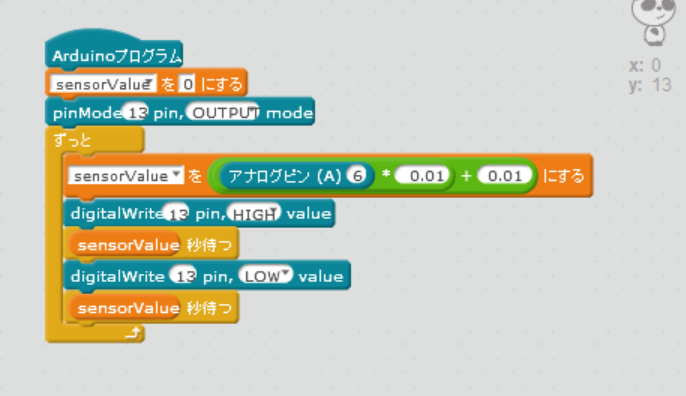 Arduinoプログラム
sensorValue を 0 にする
pinMode 13 pin, OUTPUT mode
ずっと
sensorValue を アナログピン (A) 6 * 0.01 + 0.01 にする
digitalWrite 13 pin, HIGH value
sensorValue 秒待つ
digitalWrite 13 pin, LOW value
sensorValue 秒待つ
x: 0
y: 13